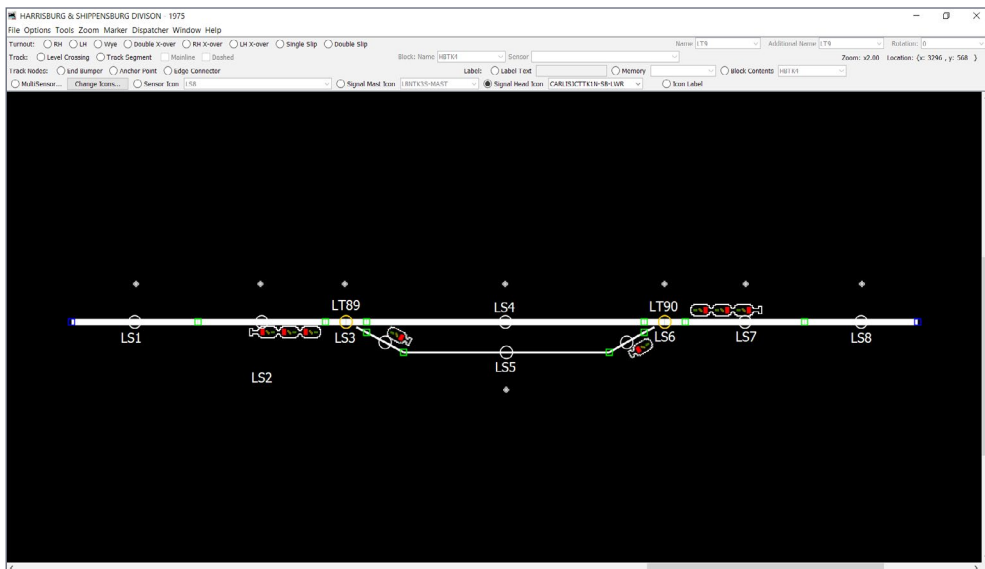 HARRISBURG & SHIPPENSBURG DIVISON - 1975
File Options Tools Zoom Marker Dispatcher Window Help
Turnout: RH LH Wye Double X-over RH X-over LH X-over Single Slip Double Slip Name LT9 Additional Name LT9 Rotation: 0
Track: Level Crossing Track Segment Mainline Dashed Block: Name HBTK4 Sensor Zoom: x2.00 Location: (x: 3296 , y: 568 )
Track Nodes: End Bumper Anchor Point Edge Connector Label: Label Text Memory Block Contents HBTK4
MultiSensor... Change Icons... Sensor Icon LS8 Signal Mast Icon Signal Head Icon Icon Label
LT89 LS4 LT90
LS1 LS3 LS6 LS7 LS8
LS5
LS2